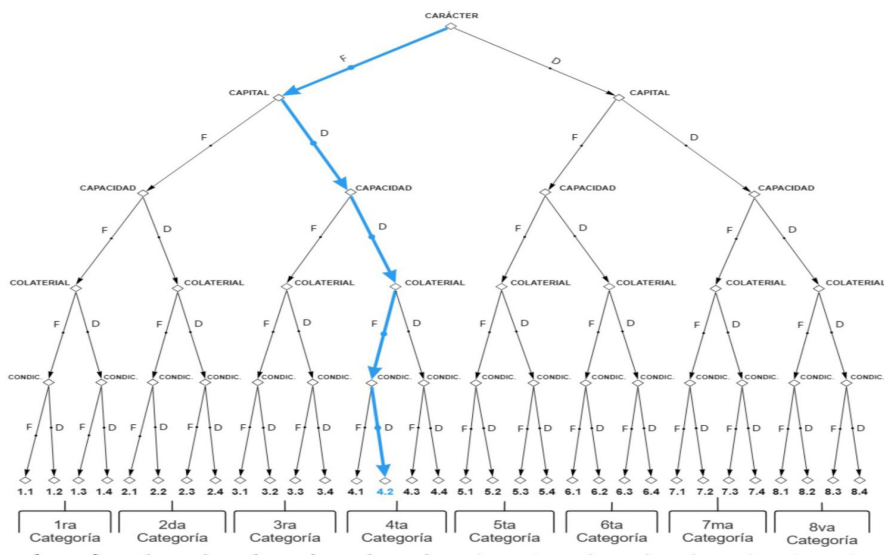 CARÁCTER
F D
CAPITAL CAPITAL
F D F D
CAPACIDAD CAPACIDAD CAPACIDAD CAPACIDAD
F D F D F D F D
COLATERIAL COLATERIAL COLATERIAL COLATERIAL COLATERIAL COLATERIAL COLATERIAL COLATERIAL
F D F D F D F D F D F D F D F D
CONDIC. CONDIC. CONDIC. CONDIC. CONDIC. CONDIC. CONDIC. CONDIC. CONDIC. CONDIC. CONDIC. CONDIC. CONDIC. CONDIC. CONDIC. CONDIC.
F D F D F D F D F D F D F D F D F D F D F D F D F D F D F D F D
1.1 1.2 1.3 1.4 2.1 2.2 2.3 2.4 3.1 3.2 3.3 3.4 4.1 4.2 4.3 4.4 5.1 5.2 5.3 5.4 6.1 6.2 6.3 6.4 7.1 7.2 7.3 7.4 8.1 8.2 8.3 8.4
1ra 2da 3ra 4ta 5ta 6ta 7ma 8va
Categoría Categoría Categoría Categoría Categoría Categoría Categoría Categoría